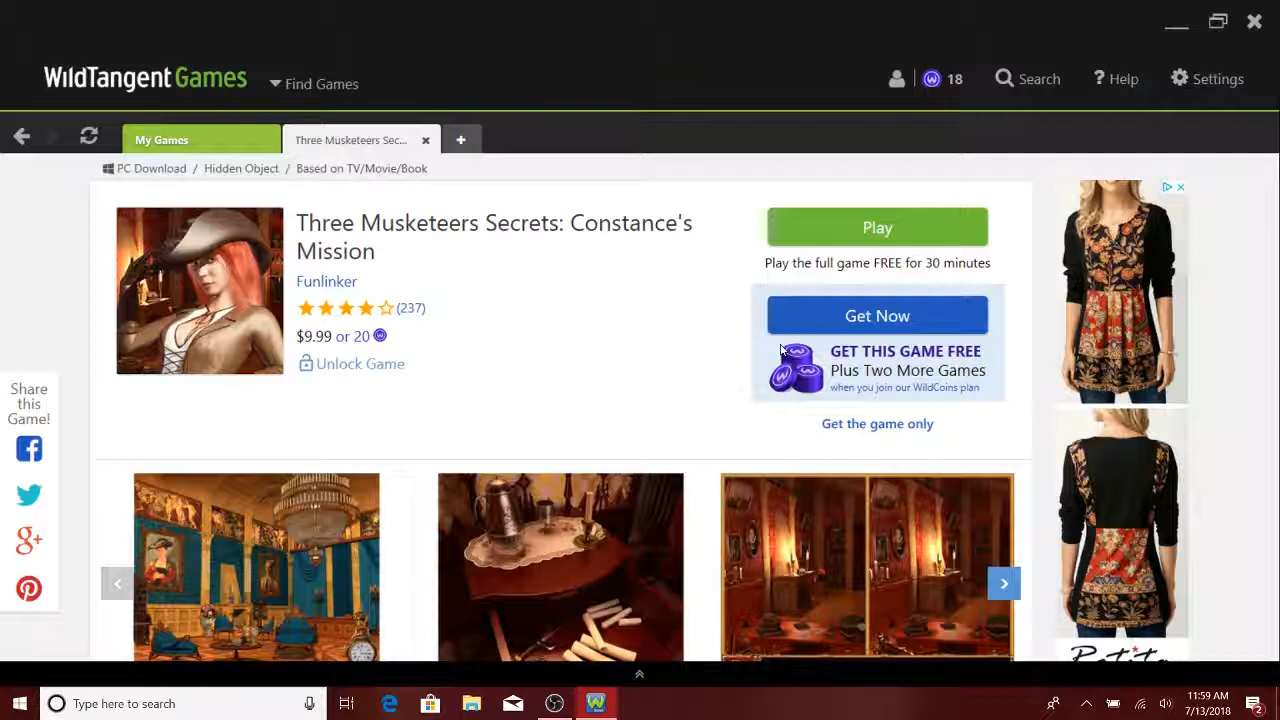 WildTangent Games
Find Games
18
Search
? Help
Settings
My Games
Three Musketeers Sec...
PC Download / Hidden Object / Based on TV/Movie/Book
Three Musketeers Secrets: Constance's
Mission
Funlinker
(237)
$9.99 or 20
Unlock Game
Play
Play the full game FREE for 30 minutes
Get Now
GET THIS GAME FREE
Plus Two More Games
when you join our WildCoins plan
Get the game only
Share
this
Game!
Type here to search
11:59 AM
7/13/2018
2